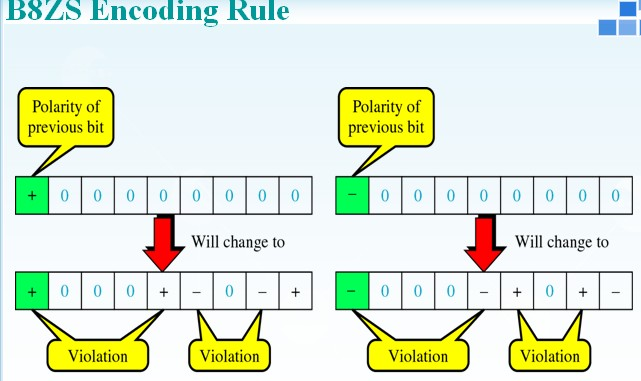 B8ZS Encoding Rule
Polarity of
previous bit
Polarity of
previous bit
+ 0 0 0 0 0 0 0 0
− 0 0 0 0 0 0 0 0
Will change to
Will change to
+ 0 0 0 + − 0 − +
− 0 0 0 − + 0 + −
Violation
Violation
Violation
Violation